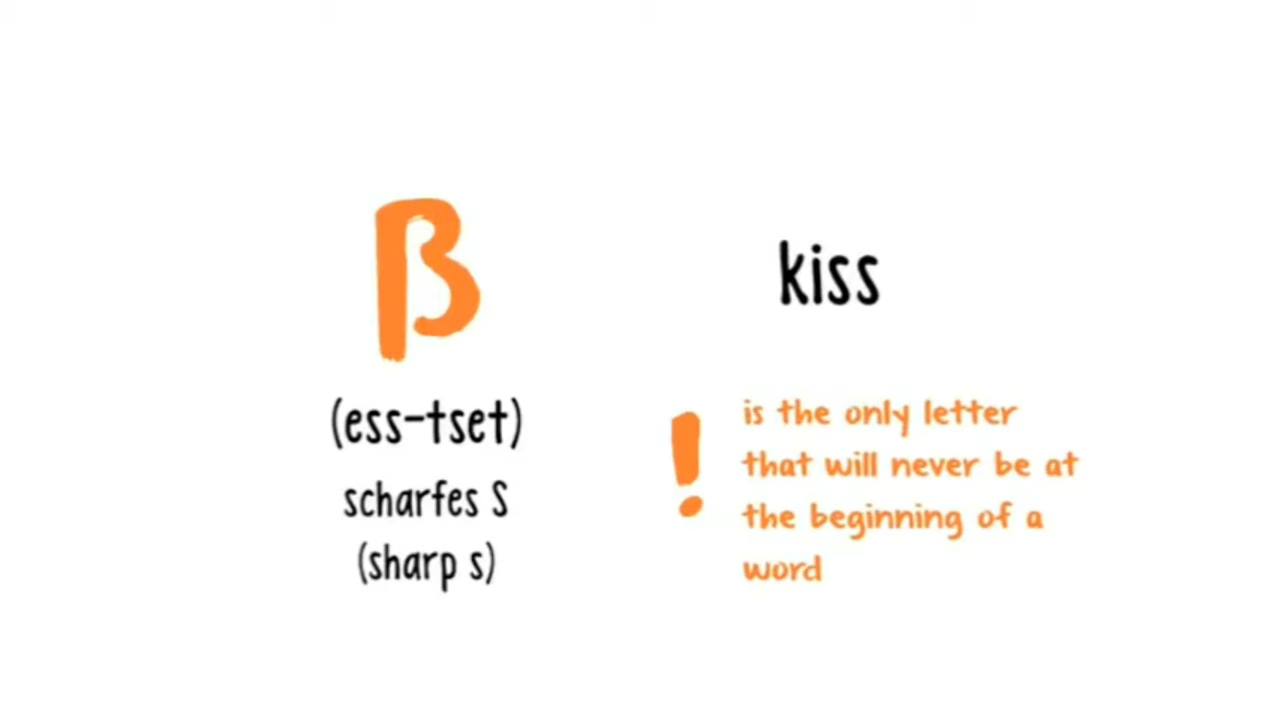 ß
(ess-tset)
scharfes S
(sharp s)
kiss
!
is the only letter
that will never be at
the beginning of a
word